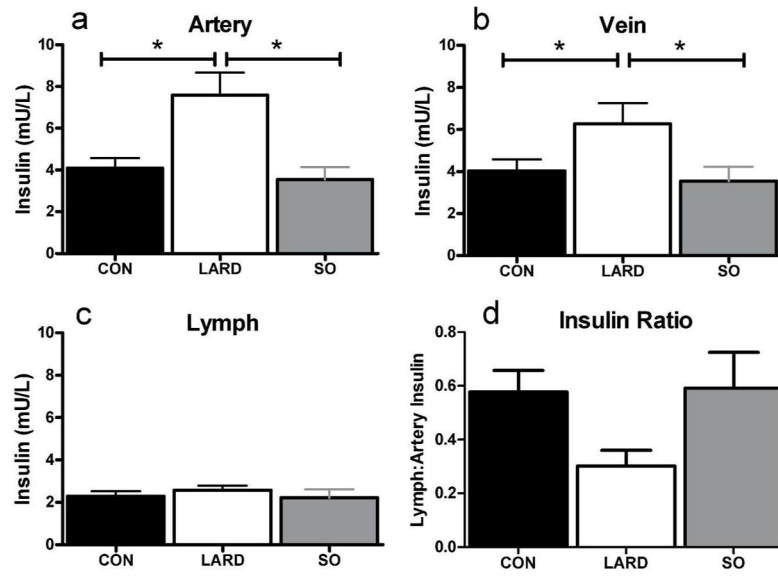 a
Artery
Insulin (mU/L)
10
8
6
4
2
0
* *
CON LARD SO
b
Vein
Insulin (mU/L)
10
8
6
4
2
0
* *
CON LARD SO
c
Lymph
Insulin (mU/L)
10
8
6
4
2
0
CON LARD SO
d
Insulin Ratio
Lymph:Artery Insulin
0.8
0.6
0.4
0.2
0.0
CON LARD SO